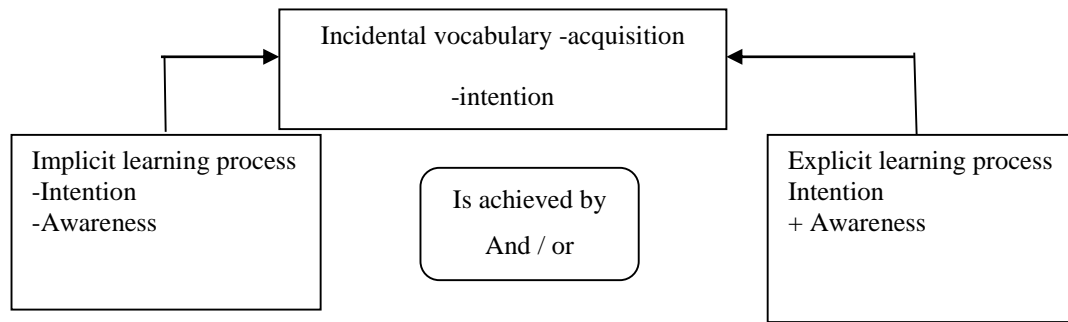 Incidental vocabulary -acquisition
-intention
Implicit learning process
-Intention
-Awareness
Is achieved by
And / or
Explicit learning process
Intention
+ Awareness